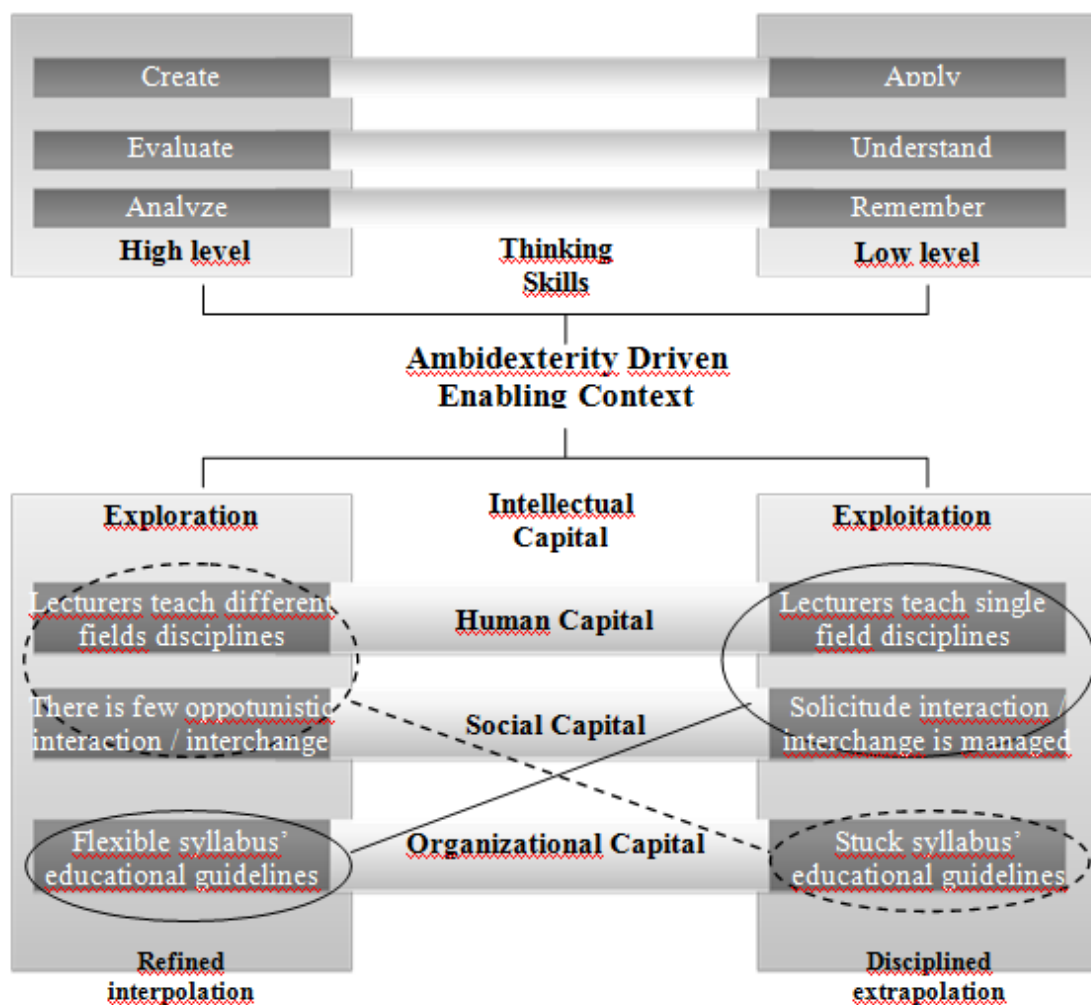 Create
Apply
Evaluate
Understand
Analyze
Remember
High level
Thinking
Skills
Low level
Ambidexterity Driven
Enabling Context
Exploration
Intellectual
Capital
Exploitation
Lecturers teach different
fields disciplines
Human Capital
Lecturers teach single
field disciplines
There is few oppotunistic
interaction / interchange
Social Capital
Solicitude interaction /
interchange is managed
Flexible syllabus’
educational guidelines
Organizational Capital
Stuck syllabus’
educational guidelines
Refined
interpolation
Disciplined
extrapolation